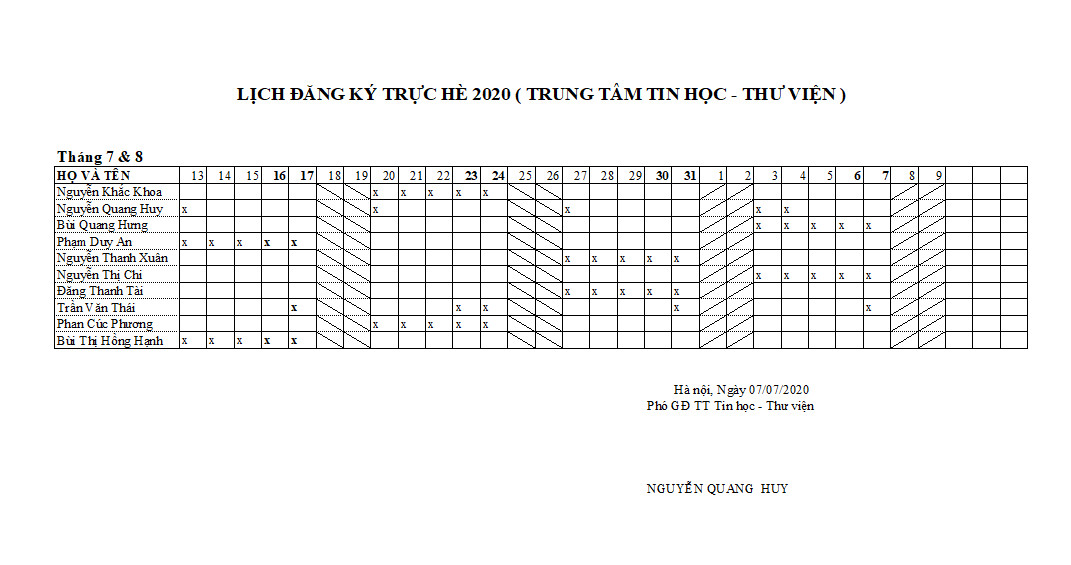 LỊCH ĐĂNG KÝ TRỰC HÈ 2020 ( TRUNG TÂM TIN HỌC - THƯ VIỆN )
Tháng 7 & 8
HỌ VÀ TÊN 13 14 15 16 17 18 19 20 21 22 23 24 25 26 27 28 29 30 31 1 2 3 4 5 6 7 8 9
Nguyễn Khắc Khoa x x x x x
Nguyễn Quang Huy x x x x x
Bùi Quang Hưng x x x x x
Phạm Duy An x x x x x
Nguyễn Thanh Xuân x x x x x
Nguyễn Thị Chi x x x x x
Đăng Thanh Tài x x x x x
Trần Văn Thái x x x x x
Phan Cúc Phương x x x x x
Bùi Thị Hồng Hạnh x x x x x
Hà nội, Ngày 07/07/2020
Phó GĐ TT Tin học - Thư viện
NGUYỄN QUANG HUY